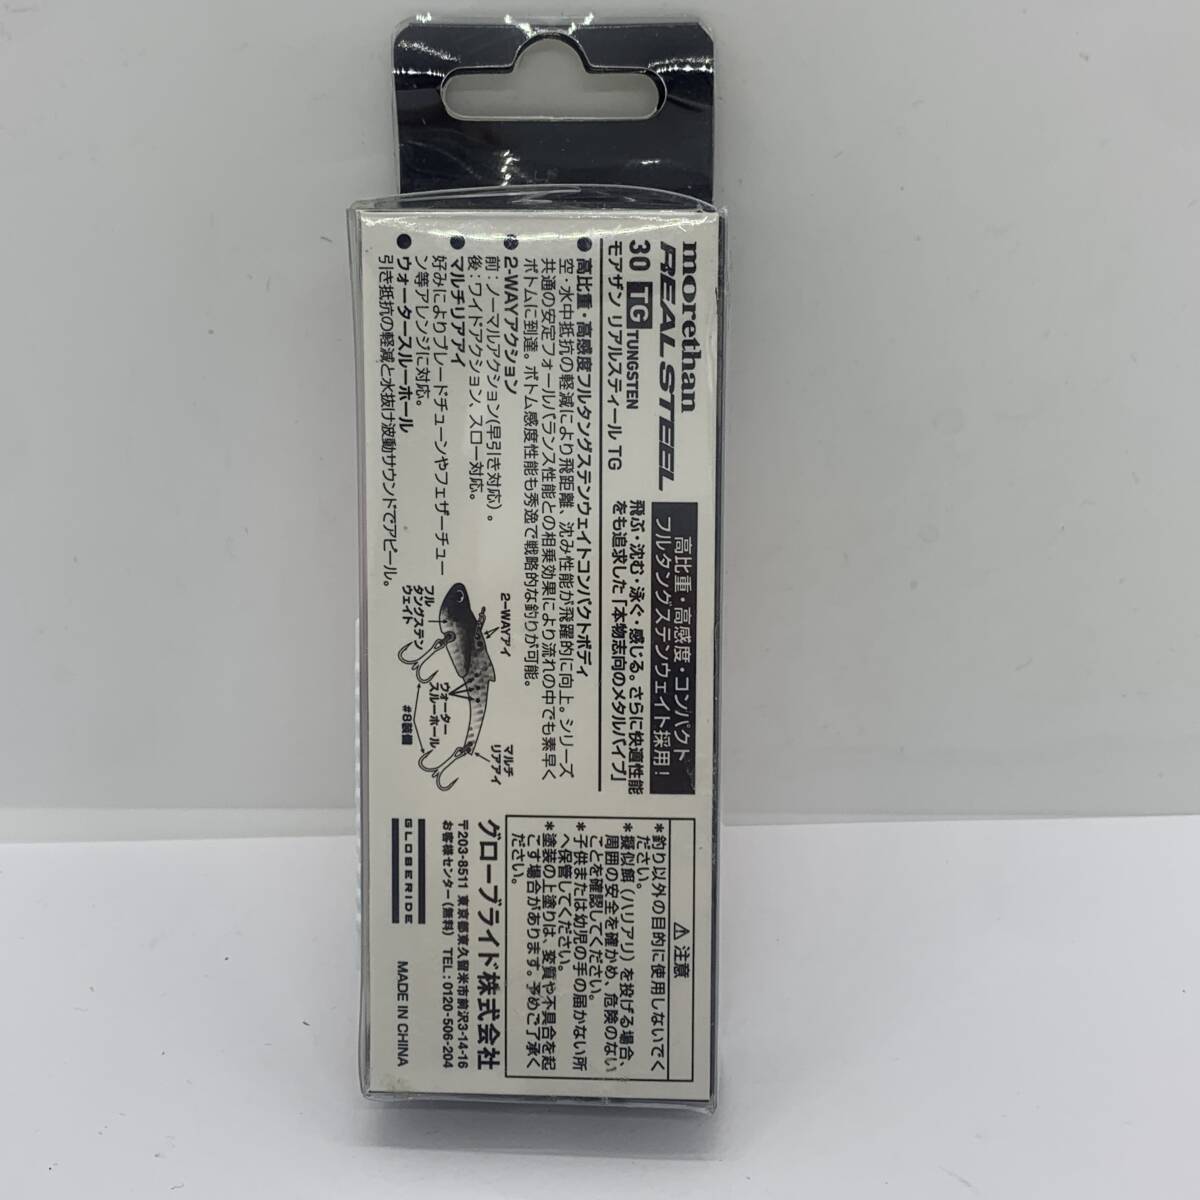 morethan
REAL STEEL
30 TG TUNGSTEN
モアザン リアルスティール TG
高比重・高感度・コンパクト
フルタングステンウェイト採用！
飛ぶ・沈む・泳ぐ・感じる。さらに快適性能
をも追求した「本物志向のメタルバイブ」
●高比重・高感度フルタングステンウェイトコンパクトボディ
空・水中抵抗の軽減により飛距離、沈み性能が飛躍的に向上。シリーズ
共通の安定フォールバランス性能との相乗効果により流れの中でも素早く
ボトムに到達。ボトム感度性能も秀逸で戦略的な釣りが可能。
●2-WAYアクション
前：ノーマルアクション(早引き対応)。
後：ワイドアクション、スロー対応。
●マルチリアアイ
好みによりブレードチューンやフェザーチュー
ン等アレンジに対応。
●ウォータースルーホール
引き抵抗の軽減と水抜け波動サウンドでアピール。
2-WAYアイ
フル
タングステン
ウェイト
ウォーター
スルーホール
#8装備
マルチ
リアアイ
⚠ 注意
＊釣り以外の目的に使用しないでく
ださい。
＊擬似餌（ハリアリ）を投げる場合、
周囲の安全を確かめ、危険のない
ことを確認してください。
＊子供または幼児の手の届かない所
へ保管してください。
＊塗装の上塗りは、変質や不具合を起
こす場合があります。予めご了承く
ださい。
グローブライド株式会社
〒203-8511 東京都東久留米市前沢3-14-16
お客様センター(無料) TEL：0120-506-204
GLOBERIDE
MADE IN CHINA